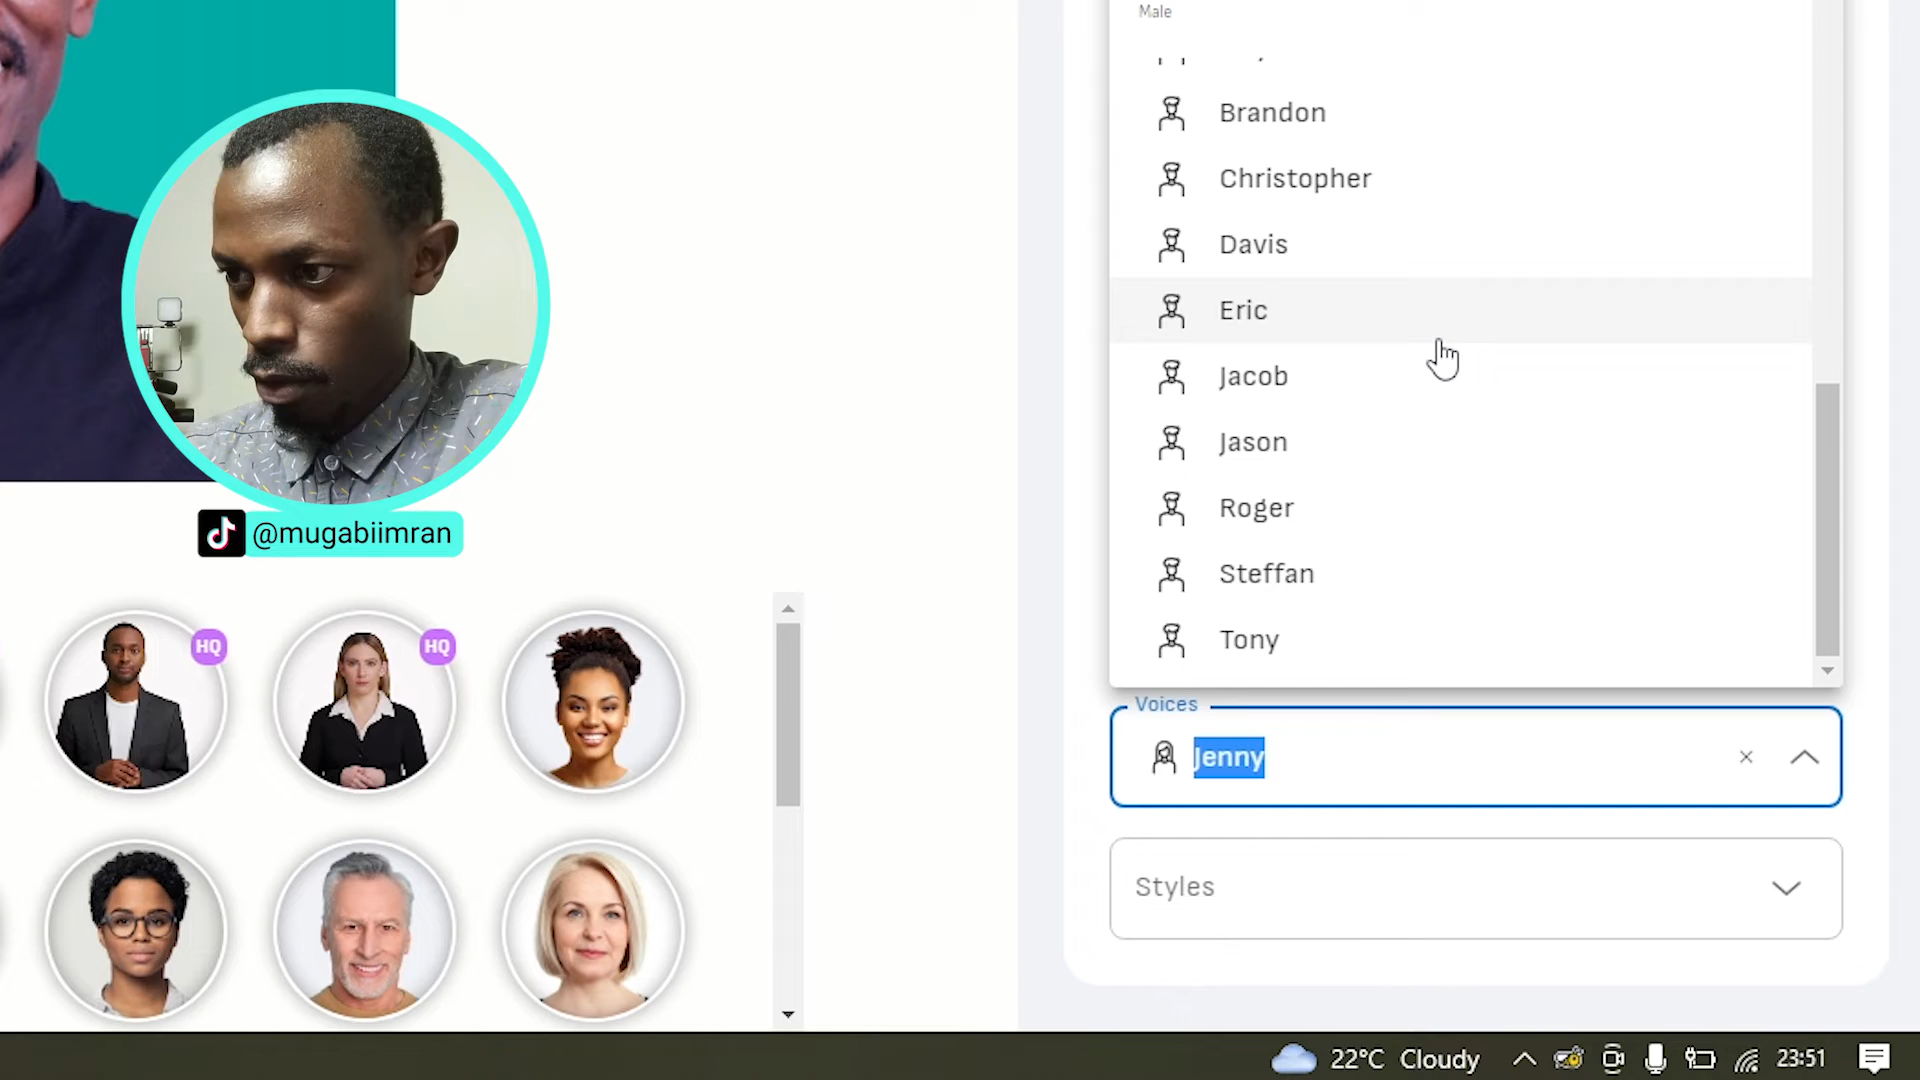 Male
Brandon
Christopher
Davis
Eric
Jacob
Jason
Roger
Steffan
Tony
Voices
Jenny
Styles
@mugabiimran
HQ
HQ
22°C Cloudy
23:51